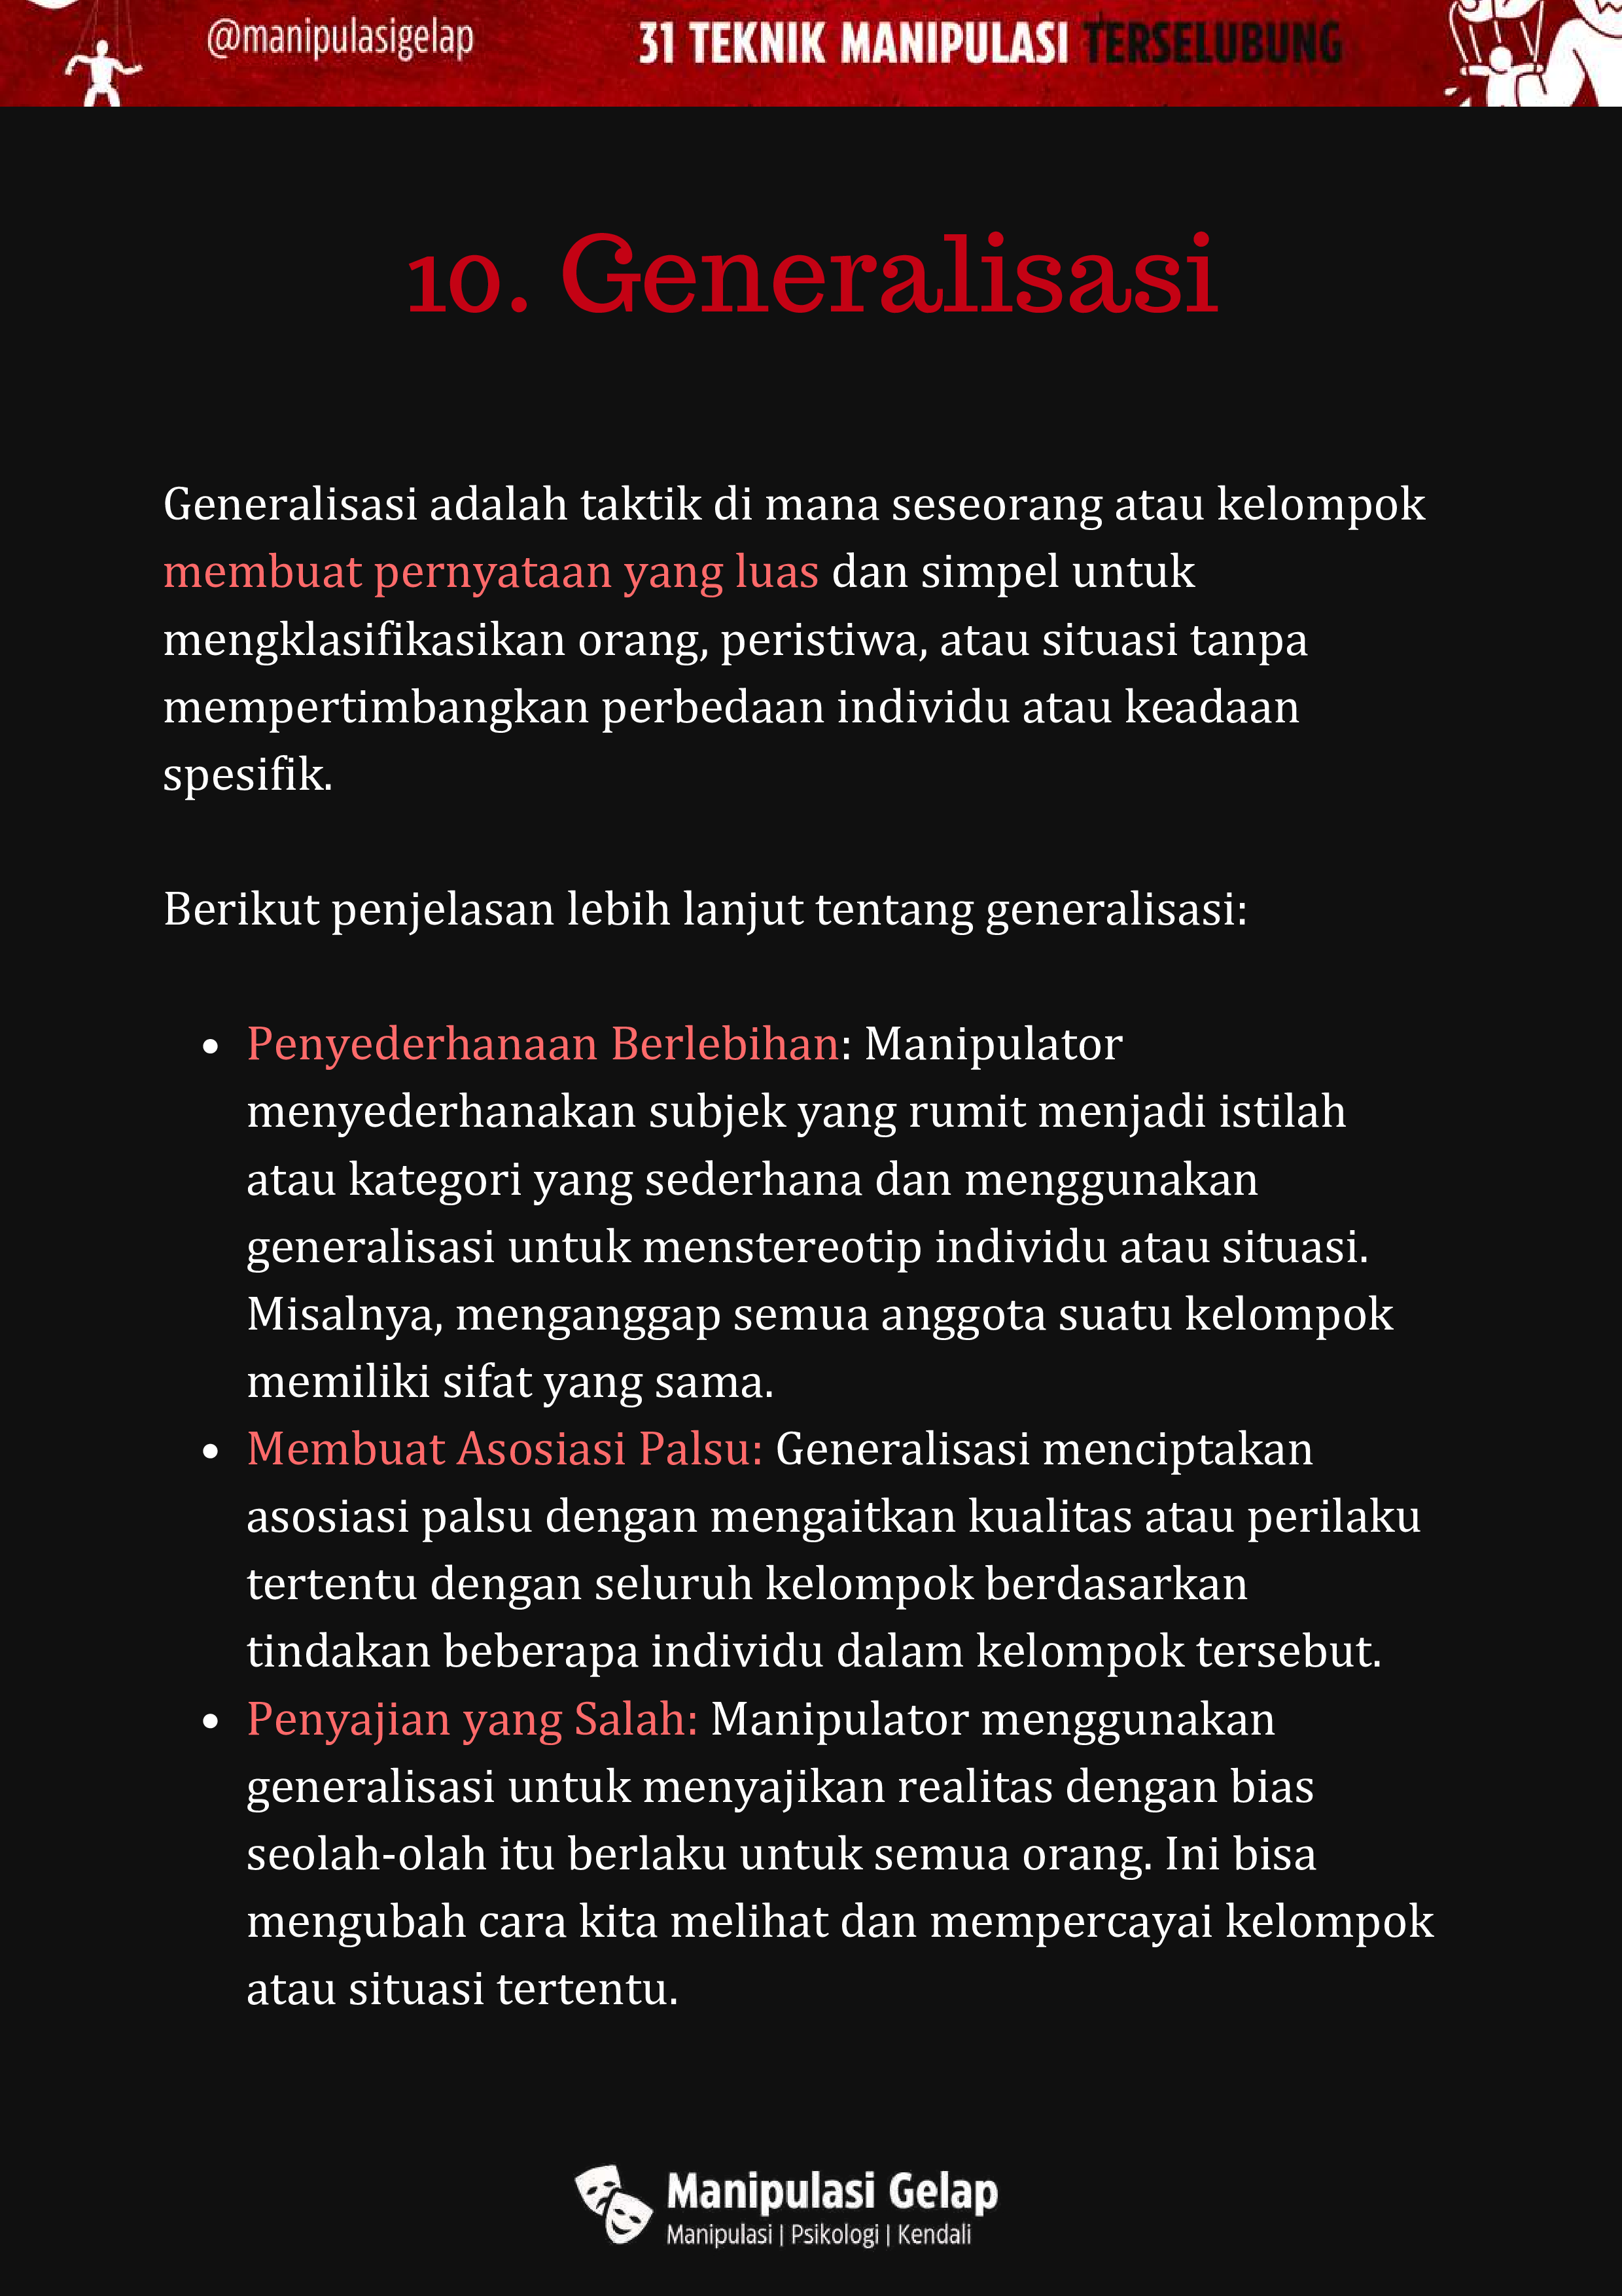 @manipulasigelap
31 TEKNIK MANIPULASI TERSELUBUNG
10. Generalisasi
Generalisasi adalah taktik di mana seseorang atau kelompok
membuat pernyataan yang luas dan simpel untuk
mengklasifikasikan orang, peristiwa, atau situasi tanpa
mempertimbangkan perbedaan individu atau keadaan
spesifik.
Berikut penjelasan lebih lanjut tentang generalisasi:
• Penyederhanaan Berlebihan: Manipulator
menyederhanakan subjek yang rumit menjadi istilah
atau kategori yang sederhana dan menggunakan
generalisasi untuk menstereotip individu atau situasi.
Misalnya, menganggap semua anggota suatu kelompok
memiliki sifat yang sama.
• Membuat Asosiasi Palsu: Generalisasi menciptakan
asosiasi palsu dengan mengaitkan kualitas atau perilaku
tertentu dengan seluruh kelompok berdasarkan
tindakan beberapa individu dalam kelompok tersebut.
• Penyajian yang Salah: Manipulator menggunakan
generalisasi untuk menyajikan realitas dengan bias
seolah-olah itu berlaku untuk semua orang. Ini bisa
mengubah cara kita melihat dan mempercayai kelompok
atau situasi tertentu.
Manipulasi Gelap
Manipulasi | Psikologi | Kendali